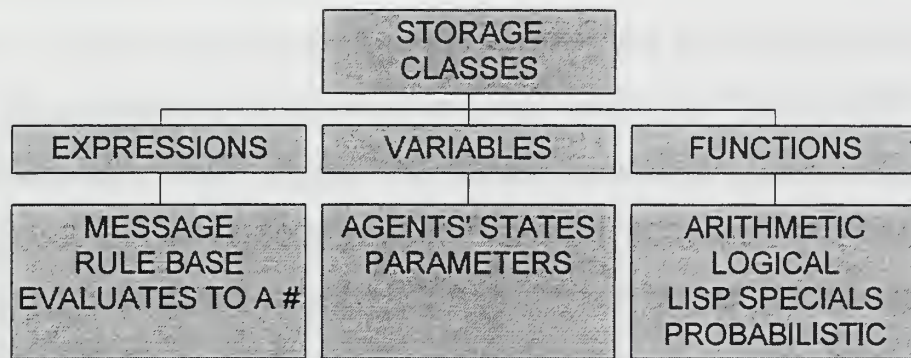 STORAGE
CLASSES
EXPRESSIONS
VARIABLES
FUNCTIONS
MESSAGE
RULE BASE
EVALUATES TO A #
AGENTS' STATES
PARAMETERS
ARITHMETIC
LOGICAL
LISP SPECIALS
PROBABILISTIC